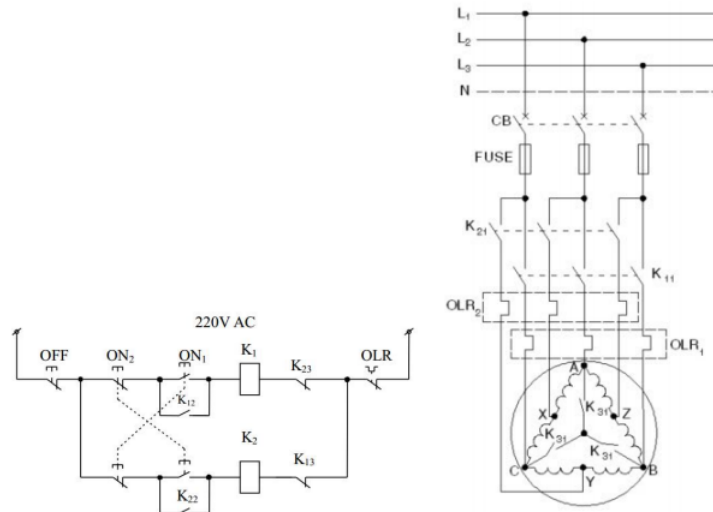 220V AC
OFF ON₂ ON₁ K₁ K₂₃ OLR
K₁₂
K₂
K₁₃
K₂₂
L₁
L₂
L₃
N
CB
FUSE
K₂₁
K₁₁
OLR₂
OLR₁
A
K₃₁
X Z
K₃₁ K₃₁
C Y B